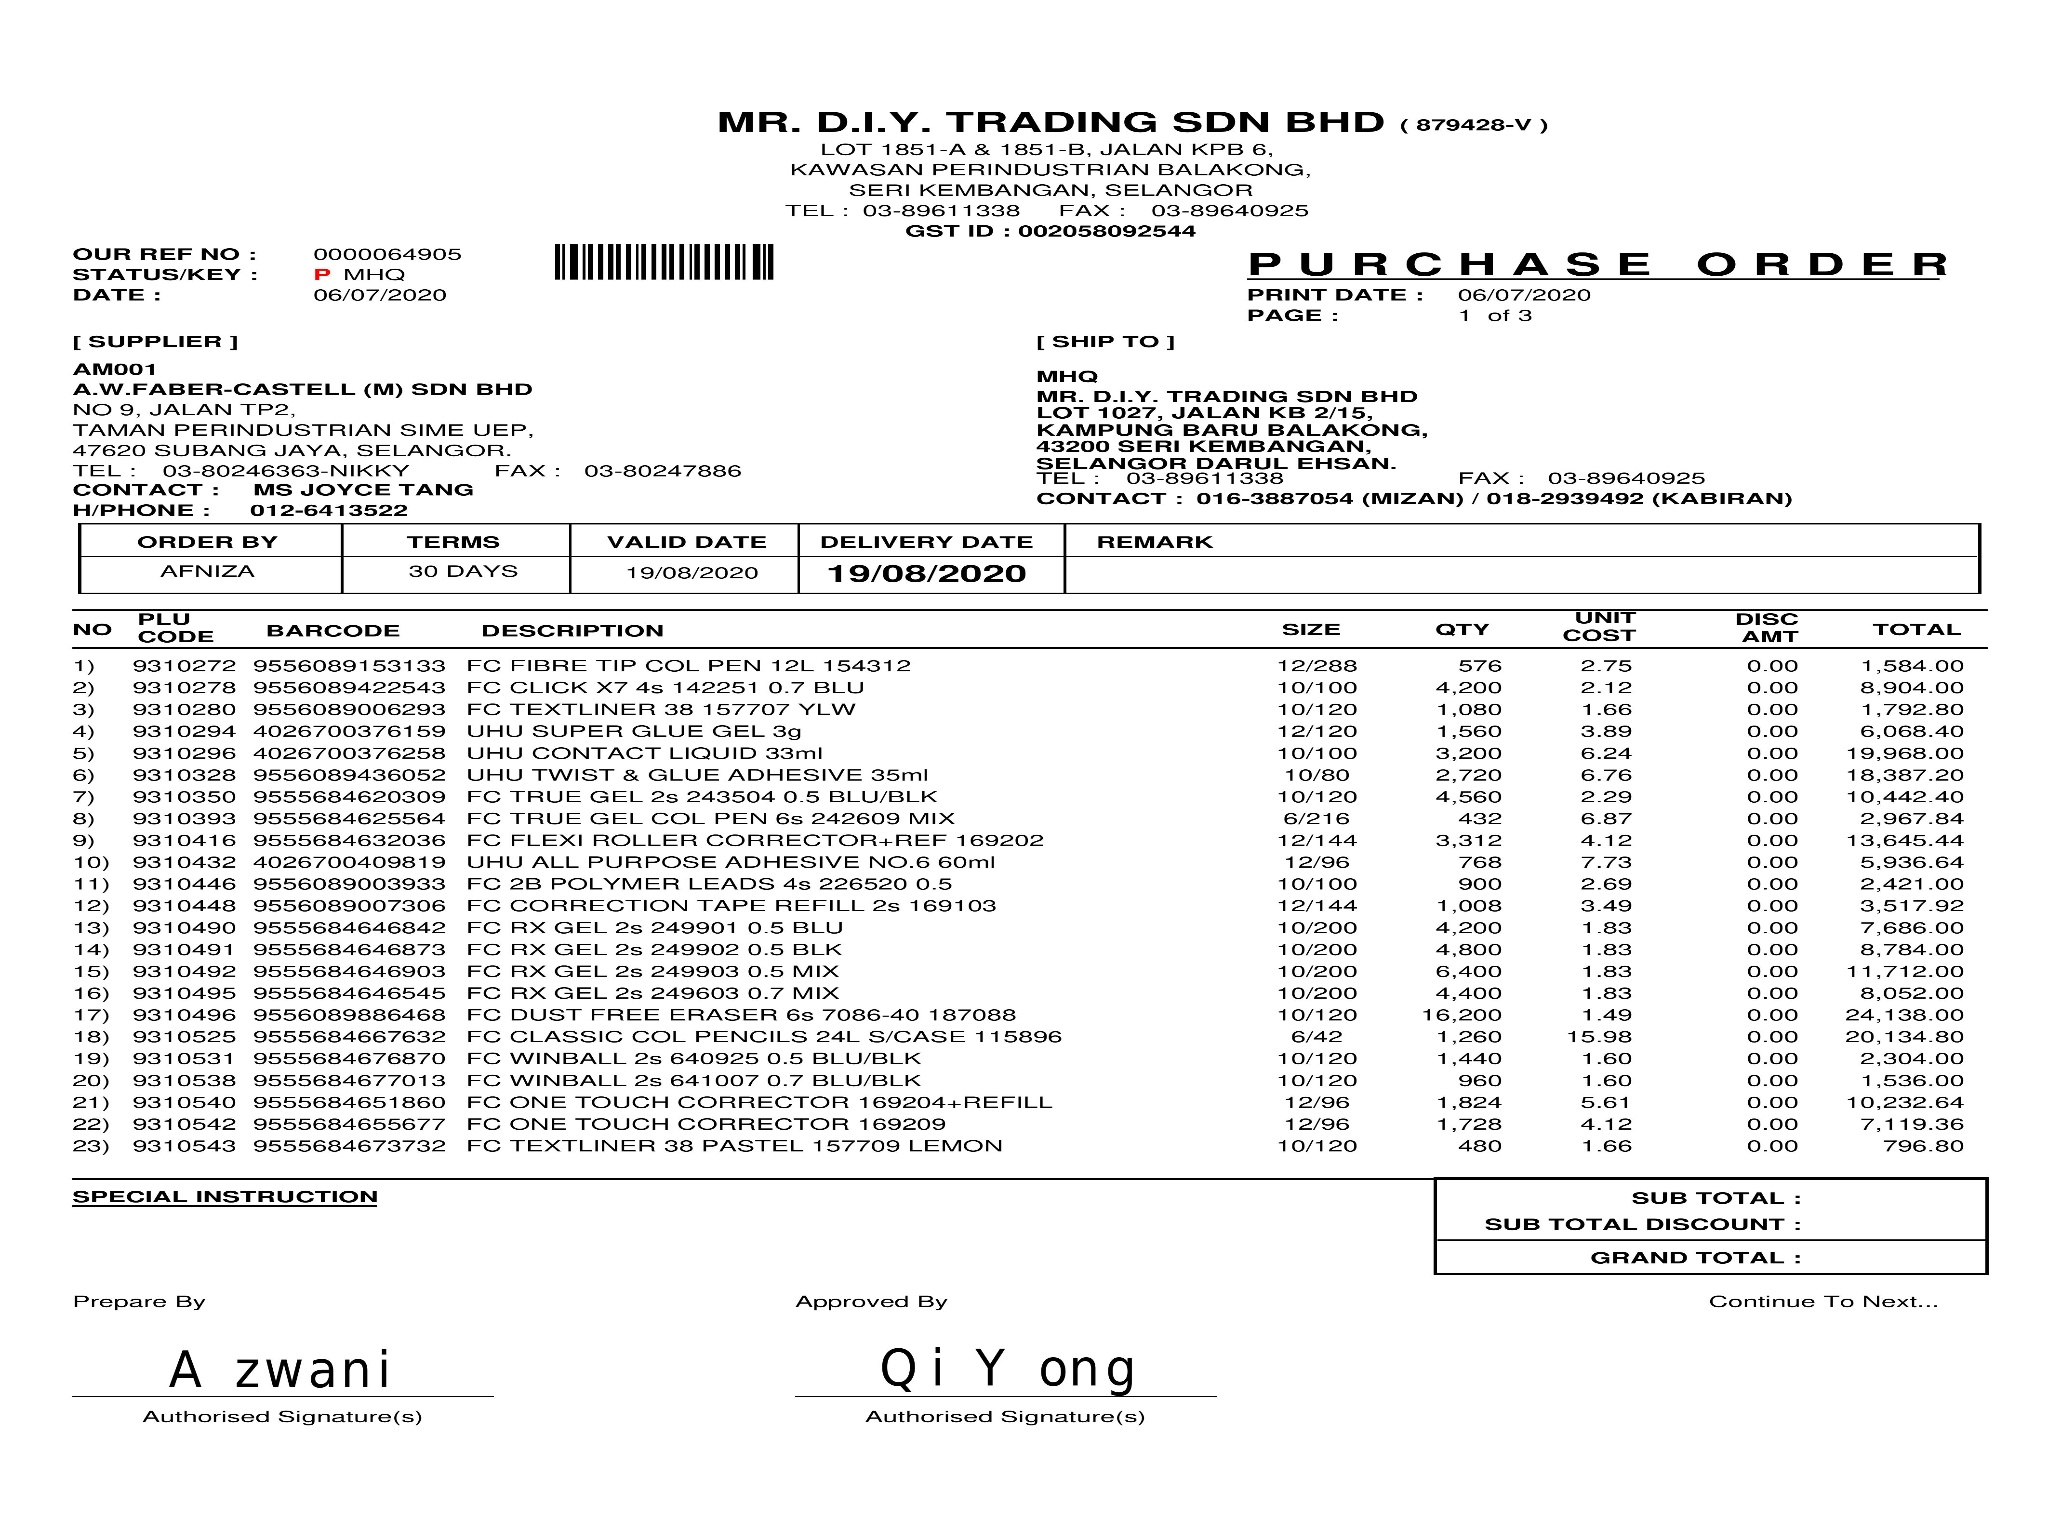 MR. D.I.Y. TRADING SDN BHD ( 879428-V )
LOT 1851-A & 1851-B, JALAN KPB 6,
KAWASAN PERINDUSTRIAN BALAKONG,
SERI KEMBANGAN, SELANGOR
TEL : 03-89611338 FAX : 03-89640925
GST ID : 002058092544
OUR REF NO : 0000064905
STATUS/KEY : P MHQ
DATE : 06/07/2020
PURCHASE ORDER
PRINT DATE : 06/07/2020
PAGE : 1 of 3
[ SUPPLIER ]
AM001
A.W.FABER-CASTELL (M) SDN BHD
NO 9, JALAN TP2,
TAMAN PERINDUSTRIAN SIME UEP,
47620 SUBANG JAYA, SELANGOR.
TEL : 03-80246363-NIKKY FAX : 03-80247886
CONTACT : MS JOYCE TANG
H/PHONE : 012-6413522
[ SHIP TO ]
MHQ
MR. D.I.Y. TRADING SDN BHD
LOT 1027, JALAN KB 2/15,
KAMPUNG BARU BALAKONG,
43200 SERI KEMBANGAN,
SELANGOR DARUL EHSAN.
TEL : 03-89611338 FAX : 03-89640925
CONTACT : 016-3887054 (MIZAN) / 018-2939492 (KABIRAN)
ORDER BY TERMS VALID DATE DELIVERY DATE REMARK
AFNIZA 30 DAYS 19/08/2020 19/08/2020
NO PLU CODE BARCODE DESCRIPTION SIZE QTY UNIT COST DISC AMT TOTAL
1) 9310272 9556089153133 FC FIBRE TIP COL PEN 12L 154312 12/288 576 2.75 0.00 1,584.00
2) 9310278 9556089422543 FC CLICK X7 4s 142251 0.7 BLU 10/100 4,200 2.12 0.00 8,904.00
3) 9310280 9556089006293 FC TEXTLINER 38 157707 YLW 10/120 1,080 1.66 0.00 1,792.80
4) 9310294 4026700376159 UHU SUPER GLUE GEL 3g 12/120 1,560 3.89 0.00 6,068.40
5) 9310296 4026700376258 UHU CONTACT LIQUID 33ml 10/100 3,200 6.24 0.00 19,968.00
6) 9310328 9556089436052 UHU TWIST & GLUE ADHESIVE 35ml 10/80 2,720 6.76 0.00 18,387.20
7) 9310350 9555684620309 FC TRUE GEL 2s 243504 0.5 BLU/BLK 10/120 4,560 2.29 0.00 10,442.40
8) 9310393 9555684625564 FC TRUE GEL COL PEN 6s 242609 MIX 6/216 432 6.87 0.00 2,967.84
9) 9310416 9555684632036 FC FLEXI ROLLER CORRECTOR+REF 169202 12/144 3,312 4.12 0.00 13,645.44
10) 9310432 4026700409819 UHU ALL PURPOSE ADHESIVE NO.6 60ml 12/96 768 7.73 0.00 5,936.64
11) 9310446 9556089003933 FC 2B POLYMER LEADS 4s 226520 0.5 10/100 900 2.69 0.00 2,421.00
12) 9310448 9556089007306 FC CORRECTION TAPE REFILL 2s 169103 12/144 1,008 3.49 0.00 3,517.92
13) 9310490 9555684646842 FC RX GEL 2s 249901 0.5 BLU 10/200 4,200 1.83 0.00 7,686.00
14) 9310491 9555684646873 FC RX GEL 2s 249902 0.5 BLK 10/200 4,800 1.83 0.00 8,784.00
15) 9310492 9555684646903 FC RX GEL 2s 249903 0.5 MIX 10/200 6,400 1.83 0.00 11,712.00
16) 9310495 9555684646545 FC RX GEL 2s 249603 0.7 MIX 10/200 4,400 1.83 0.00 8,052.00
17) 9310496 9556089886468 FC DUST FREE ERASER 6s 7086-40 187088 10/120 16,200 1.49 0.00 24,138.00
18) 9310525 9555684667632 FC CLASSIC COL PENCILS 24L S/CASE 115896 6/42 1,260 15.98 0.00 20,134.80
19) 9310531 9555684676870 FC WINBALL 2s 640925 0.5 BLU/BLK 10/120 1,440 1.60 0.00 2,304.00
20) 9310538 9555684677013 FC WINBALL 2s 641007 0.7 BLU/BLK 10/120 960 1.60 0.00 1,536.00
21) 9310540 9555684651860 FC ONE TOUCH CORRECTOR 169204+REFILL 12/96 1,824 5.61 0.00 10,232.64
22) 9310542 9555684655677 FC ONE TOUCH CORRECTOR 169209 12/96 1,728 4.12 0.00 7,119.36
23) 9310543 9555684673732 FC TEXTLINER 38 PASTEL 157709 LEMON 10/120 480 1.66 0.00 796.80
SPECIAL INSTRUCTION
SUB TOTAL :
SUB TOTAL DISCOUNT :
GRAND TOTAL :
Prepare By Approved By Continue To Next...
A zwani Qi Y ong
Authorised Signature(s) Authorised Signature(s)